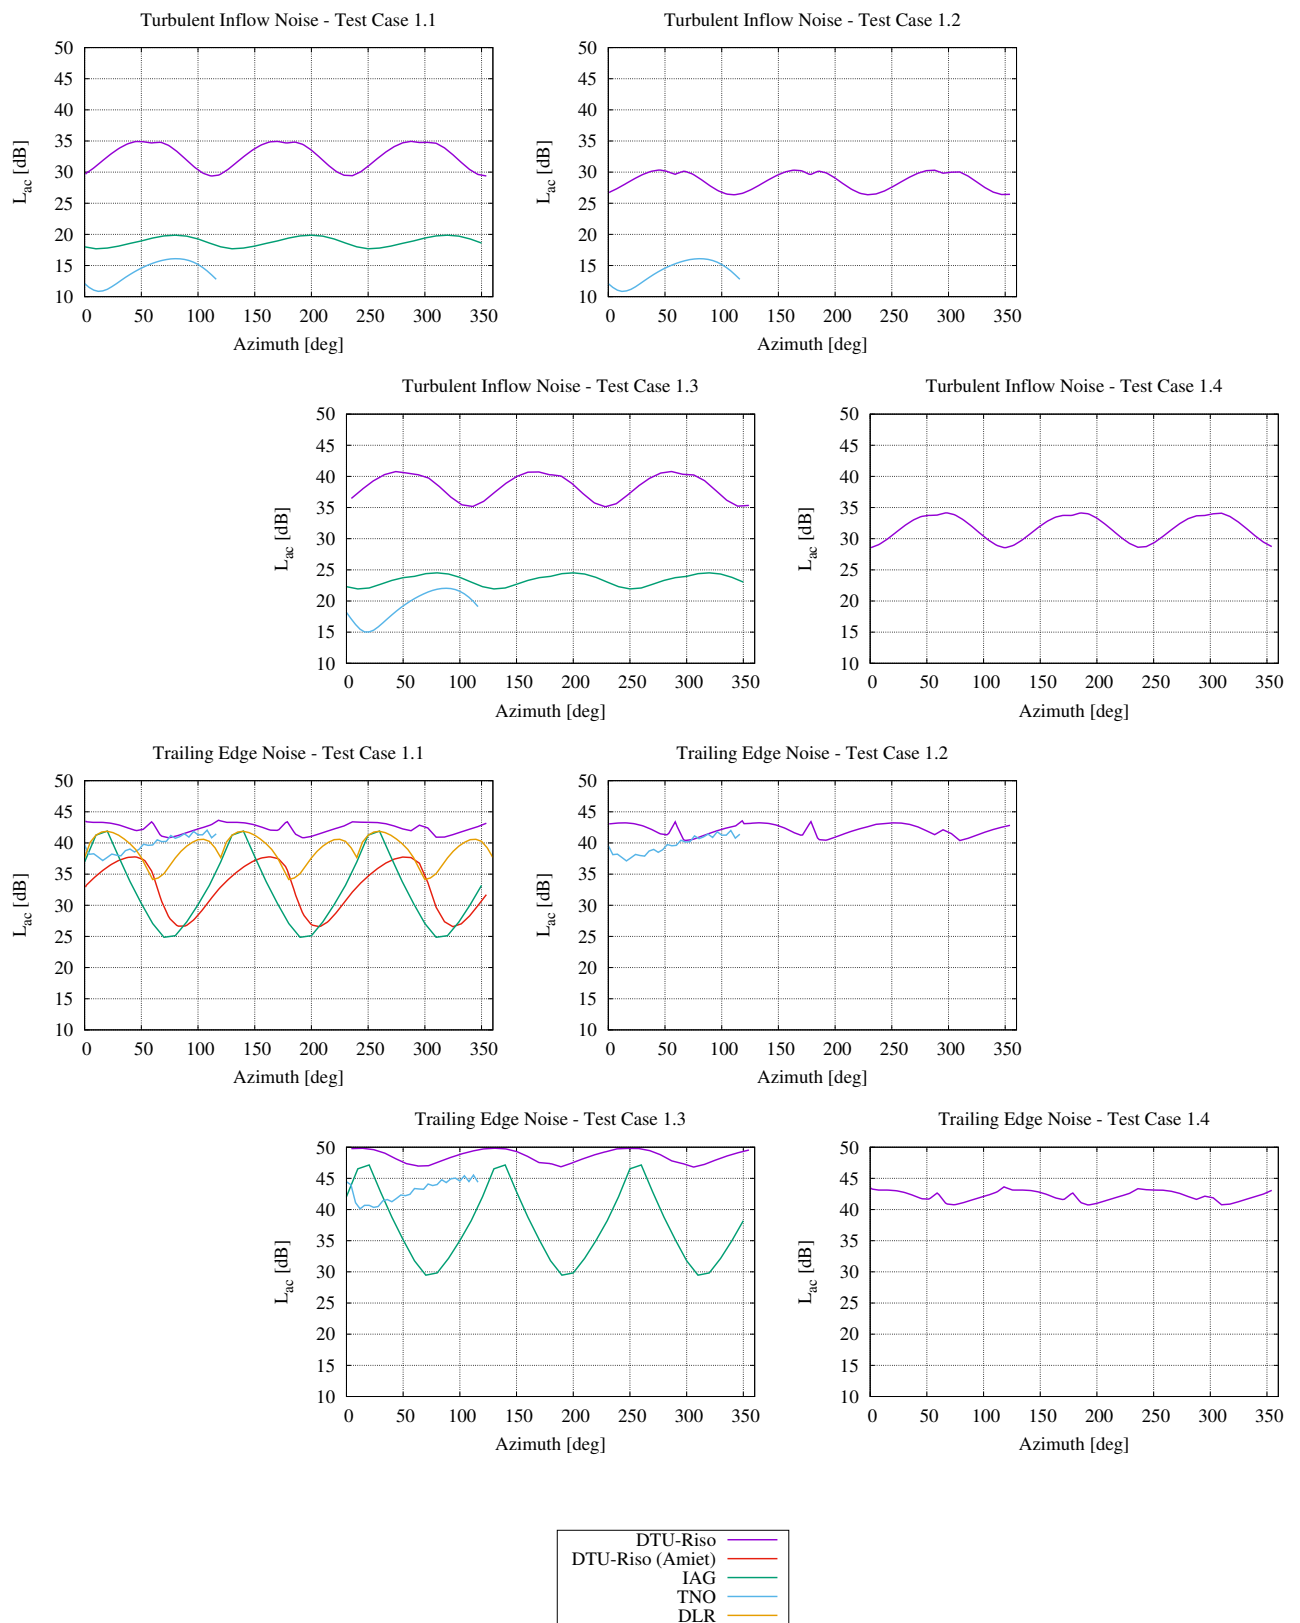 Turbulent Inflow Noise - Test Case 1.1
50
45
40
35
30
25
20
15
10
L_ac [dB]
0 50 100 150 200 250 300 350
Azimuth [deg]
Turbulent Inflow Noise - Test Case 1.2
50
45
40
35
30
25
20
15
10
L_ac [dB]
0 50 100 150 200 250 300 350
Azimuth [deg]
Turbulent Inflow Noise - Test Case 1.3
50
45
40
35
30
25
20
15
10
L_ac [dB]
0 50 100 150 200 250 300 350
Azimuth [deg]
Turbulent Inflow Noise - Test Case 1.4
50
45
40
35
30
25
20
15
10
L_ac [dB]
0 50 100 150 200 250 300 350
Azimuth [deg]
Trailing Edge Noise - Test Case 1.1
50
45
40
35
30
25
20
15
10
L_ac [dB]
0 50 100 150 200 250 300 350
Azimuth [deg]
Trailing Edge Noise - Test Case 1.2
50
45
40
35
30
25
20
15
10
L_ac [dB]
0 50 100 150 200 250 300 350
Azimuth [deg]
Trailing Edge Noise - Test Case 1.3
50
45
40
35
30
25
20
15
10
L_ac [dB]
0 50 100 150 200 250 300 350
Azimuth [deg]
Trailing Edge Noise - Test Case 1.4
50
45
40
35
30
25
20
15
10
L_ac [dB]
0 50 100 150 200 250 300 350
Azimuth [deg]
DTU-Riso
DTU-Riso (Amiet)
IAG
TNO
DLR